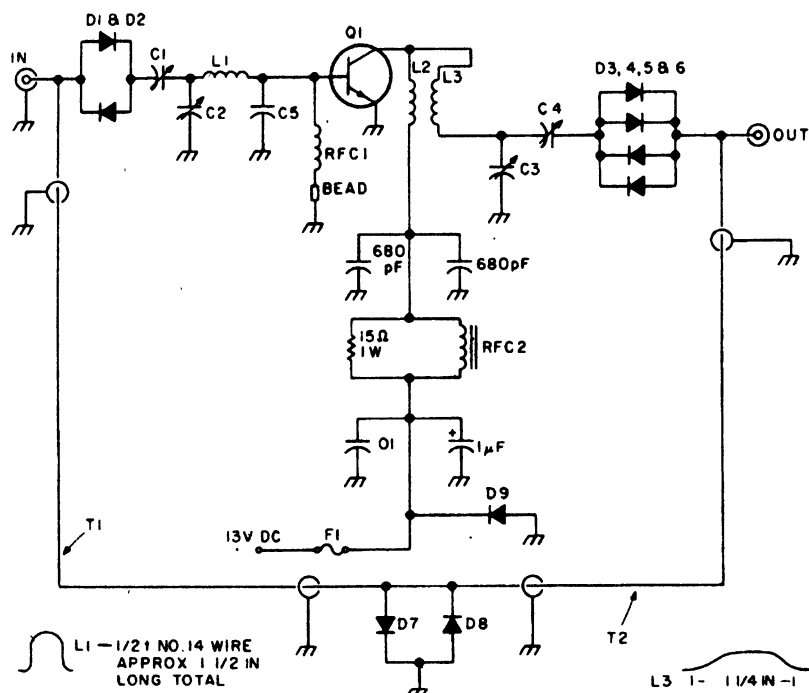 D1 & D2
IN
C1
L1
Q1
L2
L3
D3, 4, 5 & 6
C4
OUT
C2
C5
C3
RFC1
BEAD
680
pF
680pF
15Ω
1W
RFC2
01
+
1μF
D9
13V DC
F1
T1
D7
D8
T2
L1 – 1/2 t NO. 14 WIRE
APPROX 1 1/2 IN
LONG TOTAL
L3 1- 1 1/4 IN -1